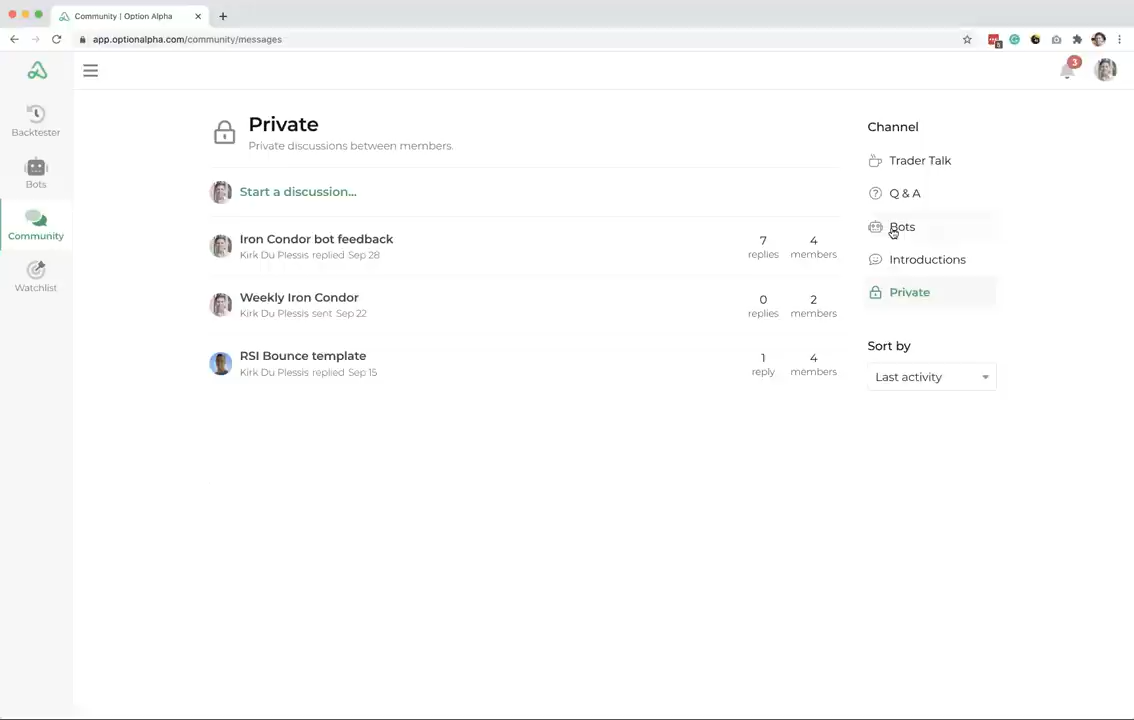 Community | Option Alpha
app.optionalpha.com/community/messages
3
Backtester
Bots
Community
Watchlist
Private
Private discussions between members.
Start a discussion...
Iron Condor bot feedback
Kirk Du Plessis replied Sep 28
7 replies
4 members
Weekly Iron Condor
Kirk Du Plessis sent Sep 22
0 replies
2 members
RSI Bounce template
Kirk Du Plessis replied Sep 15
1 reply
4 members
Channel
Trader Talk
Q & A
Bots
Introductions
Private
Sort by
Last activity